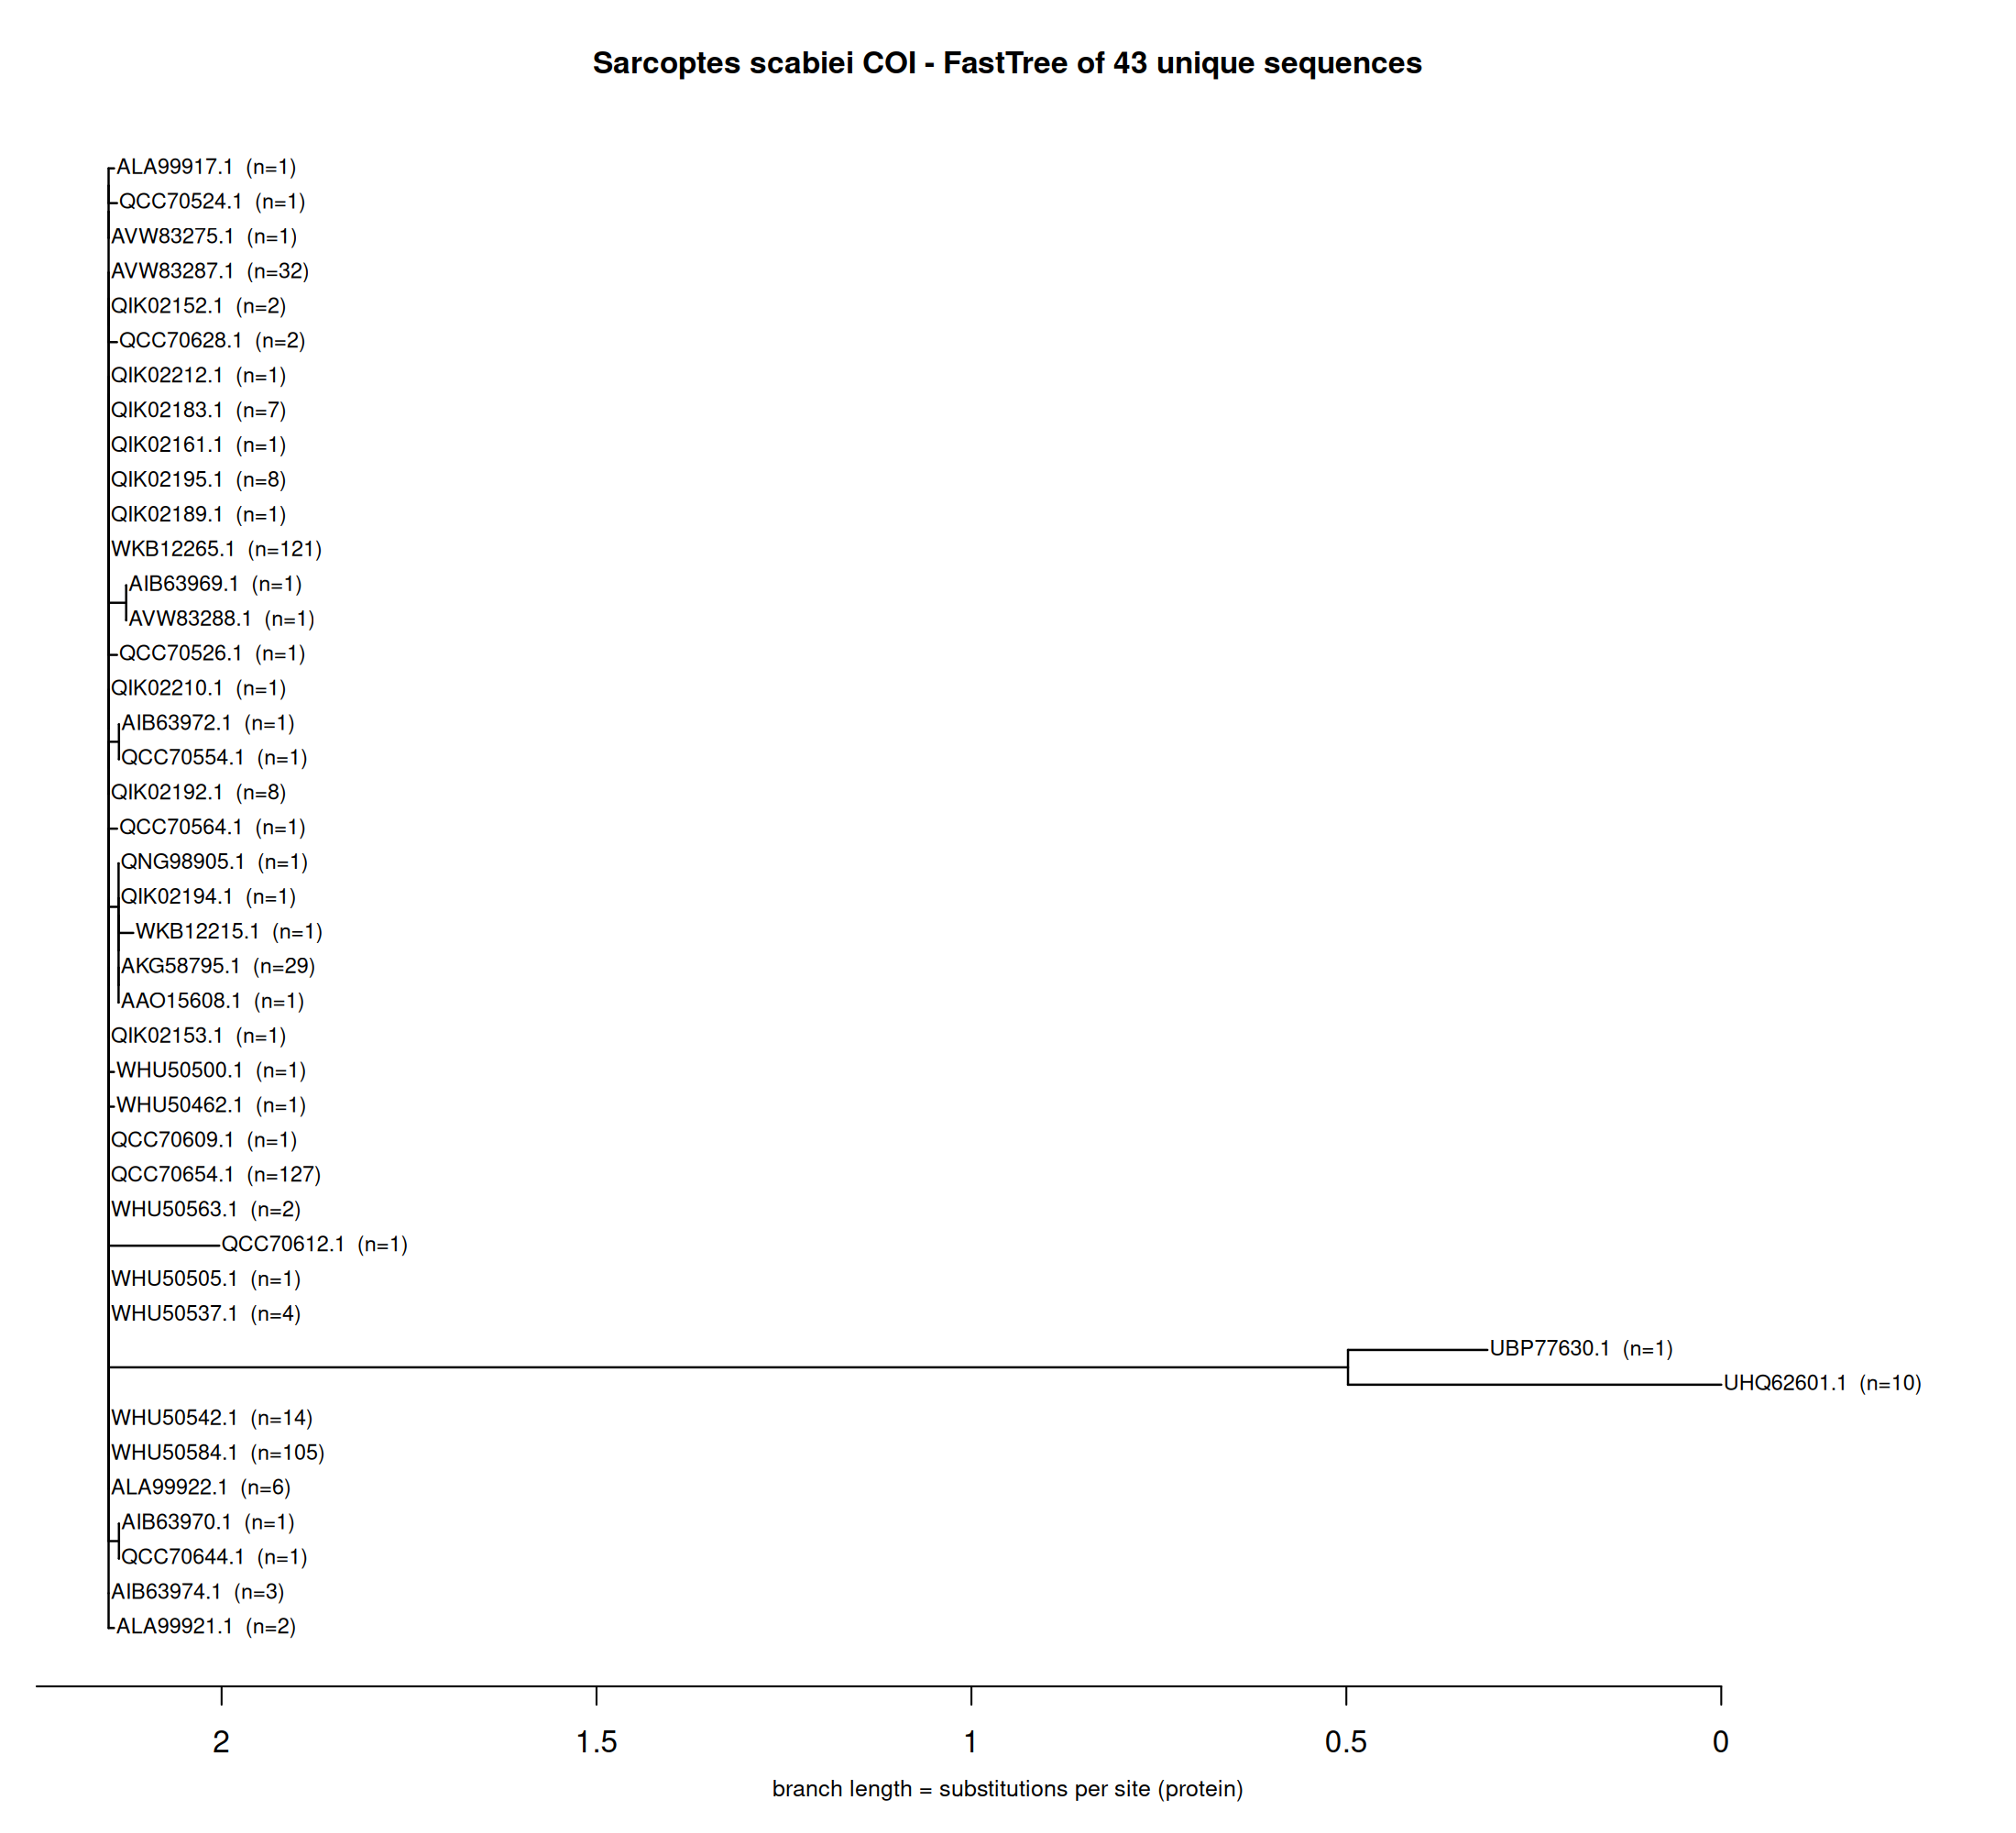 Sarcoptes scabiei COI - FastTree of 43 unique sequences
ALA99917.1 (n=1)
QCC70524.1 (n=1)
AVW83275.1 (n=1)
AVW83287.1 (n=32)
QIK02152.1 (n=2)
QCC70628.1 (n=2)
QIK02212.1 (n=1)
QIK02183.1 (n=7)
QIK02161.1 (n=1)
QIK02195.1 (n=8)
QIK02189.1 (n=1)
WKB12265.1 (n=121)
AIB63969.1 (n=1)
AVW83288.1 (n=1)
QCC70526.1 (n=1)
QIK02210.1 (n=1)
AIB63972.1 (n=1)
QCC70554.1 (n=1)
QIK02192.1 (n=8)
QCC70564.1 (n=1)
QNG98905.1 (n=1)
QIK02194.1 (n=1)
WKB12215.1 (n=1)
AKG58795.1 (n=29)
AAO15608.1 (n=1)
QIK02153.1 (n=1)
WHU50500.1 (n=1)
WHU50462.1 (n=1)
QCC70609.1 (n=1)
QCC70654.1 (n=127)
WHU50563.1 (n=2)
QCC70612.1 (n=1)
WHU50505.1 (n=1)
WHU50537.1 (n=4)
UBP77630.1 (n=1)
UHQ62601.1 (n=10)
WHU50542.1 (n=14)
WHU50584.1 (n=105)
ALA99922.1 (n=6)
AIB63970.1 (n=1)
QCC70644.1 (n=1)
AIB63974.1 (n=3)
ALA99921.1 (n=2)
2 1.5 1 0.5 0
branch length = substitutions per site (protein)